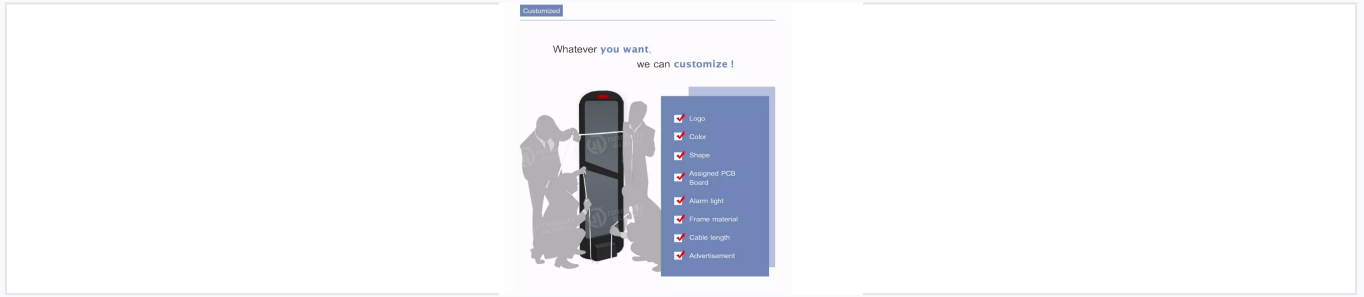 Customized
Whatever you want,
we can customize !
Logo
Color
Shape
Assigned PCB
Board
Alarm light
Frame material
Cable length
Advertisement